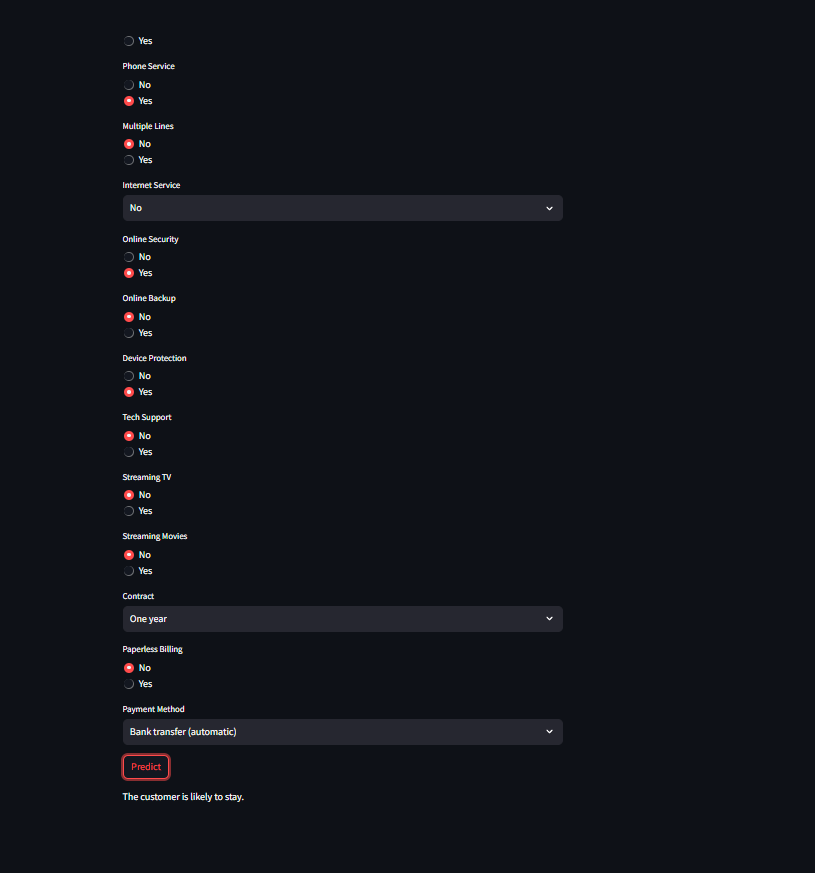 Yes
Phone Service
No
Yes
Multiple Lines
No
Yes
Internet Service
No
Online Security
No
Yes
Online Backup
No
Yes
Device Protection
No
Yes
Tech Support
No
Yes
Streaming TV
No
Yes
Streaming Movies
No
Yes
Contract
One year
Paperless Billing
No
Yes
Payment Method
Bank transfer (automatic)
Predict
The customer is likely to stay.